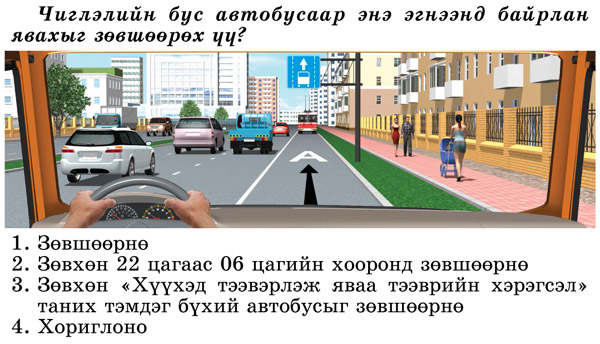 Чиглэлийн бус автобусаар энэ эгнээнд байрлан
явахыг зөвшөөрөх үү?
А
1. Зөвшөөрнө
2. Зөвхөн 22 цагаас 06 цагийн хооронд зөвшөөрнө
3. Зөвхөн «Хүүхэд тээвэрлэж яваа тээврийн хэрэгсэл»
таних тэмдэг бүхий автобусыг зөвшөөрнө
4. Хориглоно